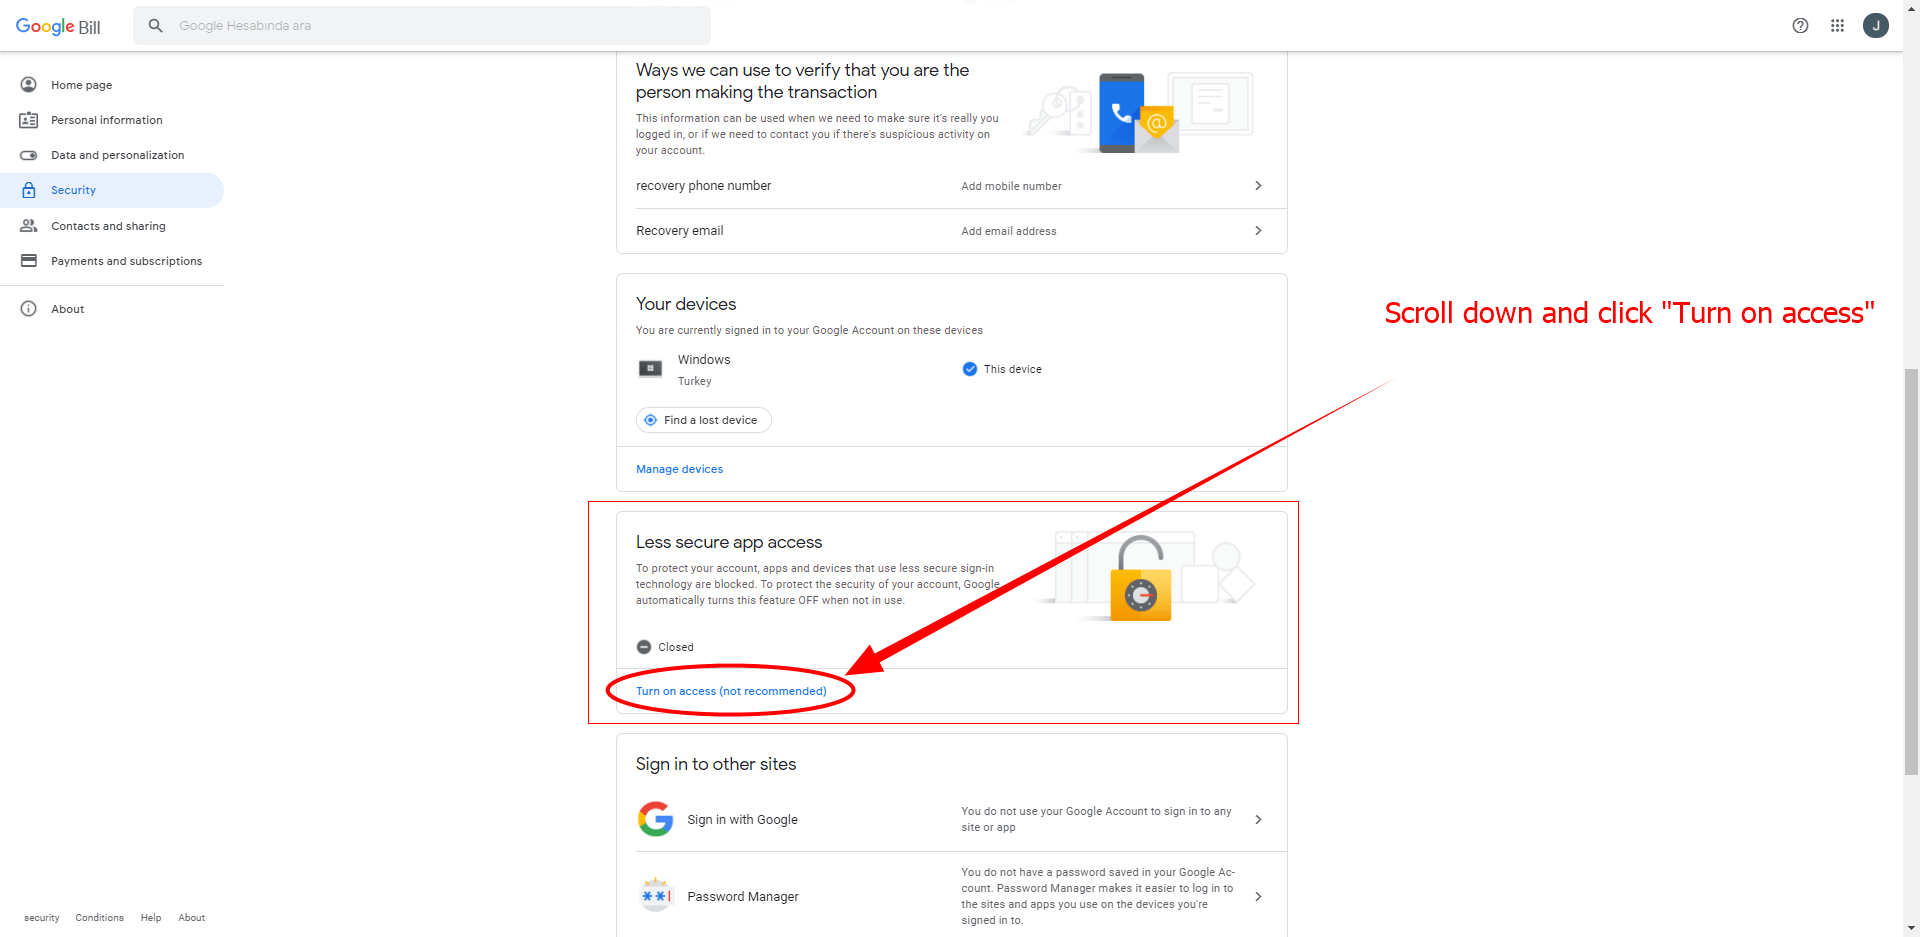 Google Bill
Google Hesabında ara
J
Home page
Personal information
Data and personalization
Security
Contacts and sharing
Payments and subscriptions
About
Ways we can use to verify that you are the
person making the transaction
This information can be used when we need to make sure it's really you
logged in, or if we need to contact you if there's suspicious activity on
your account.
recovery phone number
Add mobile number
Recovery email
Add email address
Your devices
You are currently signed in to your Google Account on these devices
Windows
Turkey
This device
Find a lost device
Manage devices
Scroll down and click "Turn on access"
Less secure app access
To protect your account, apps and devices that use less secure sign-in
technology are blocked. To protect the security of your account, Google
automatically turns this feature OFF when not in use.
Closed
Turn on access (not recommended)
Sign in to other sites
Sign in with Google
You do not use your Google Account to sign in to any
site or app
Password Manager
You do not have a password saved in your Google Ac-
count. Password Manager makes it easier to log in to
the sites and apps you use on the devices you're
signed in to.
security
Conditions
Help
About